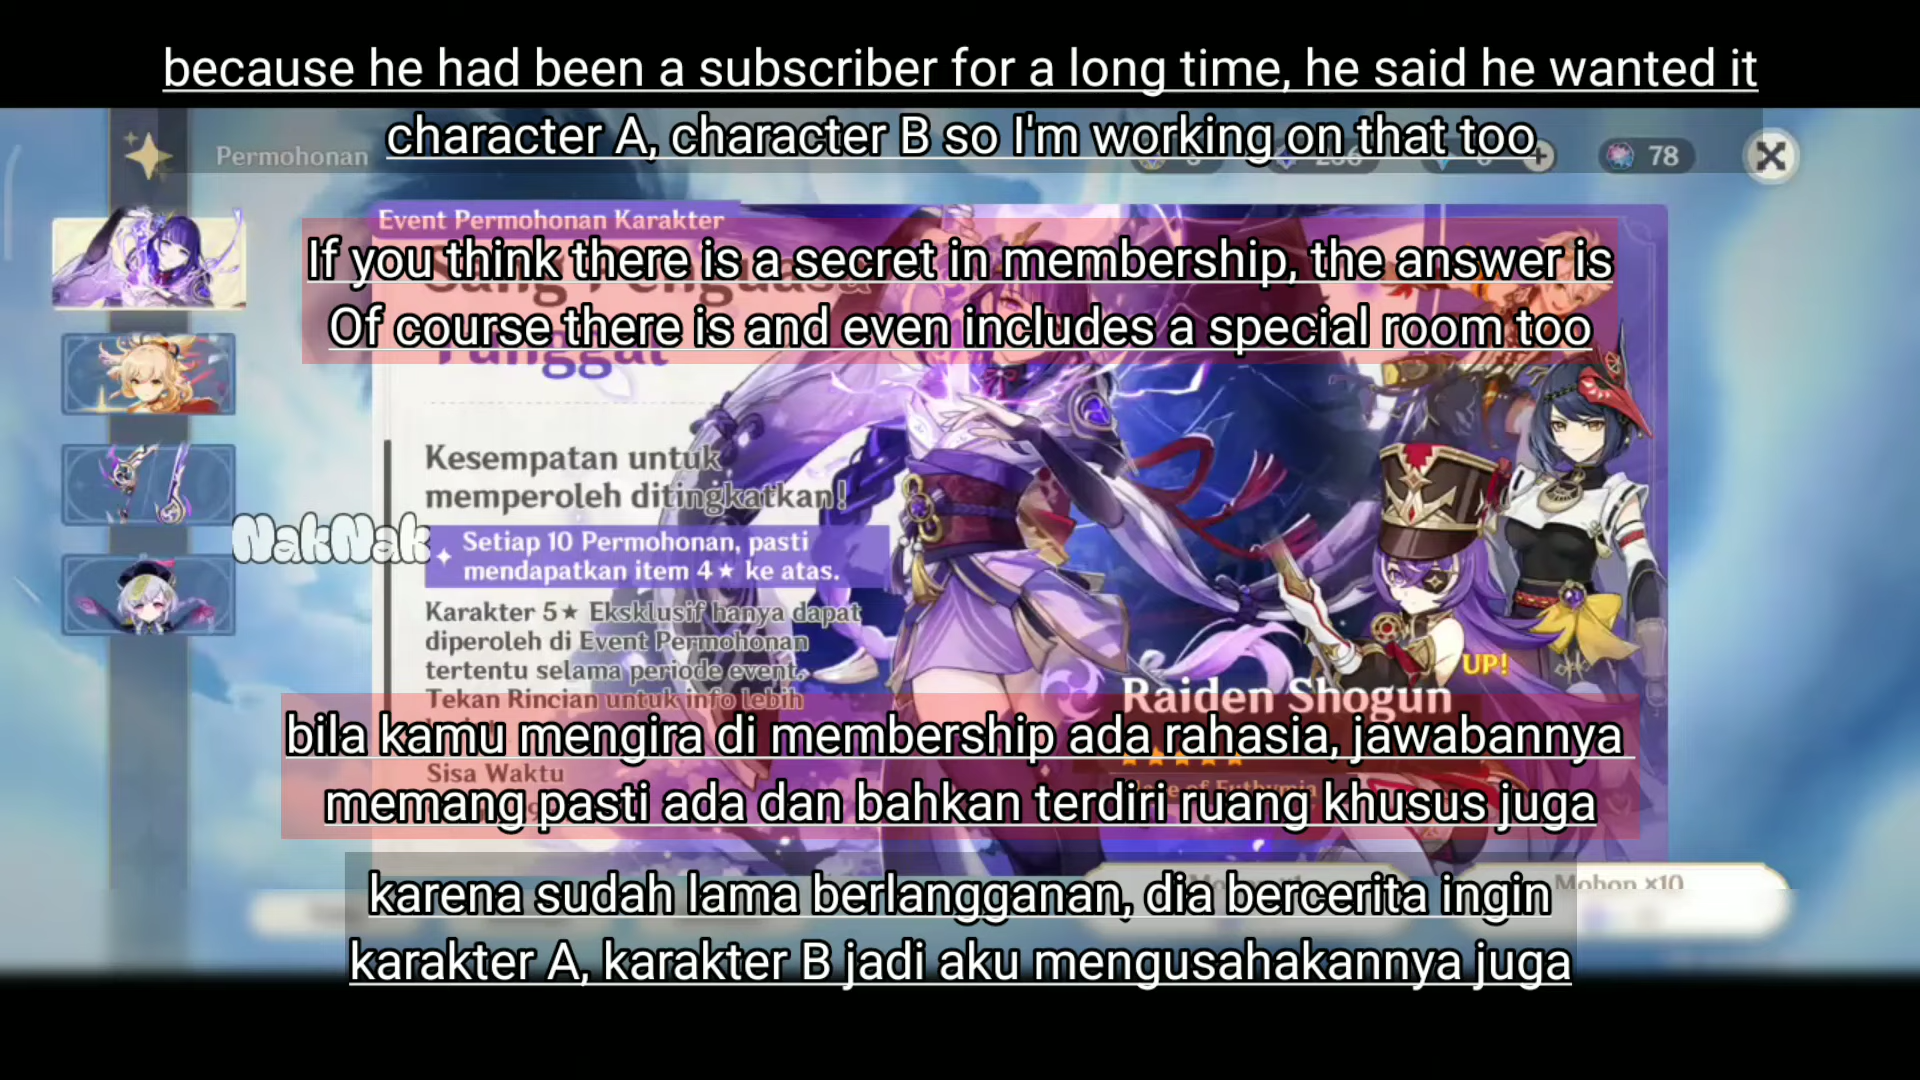 because he had been a subscriber for a long time, he said he wanted it
character A, character B so I'm working on that too
Permohonan
78
Event Permohonan Karakter
If you think there is a secret in membership, the answer is
Of course there is and even includes a special room too
Kesempatan untuk
memperoleh ditingkatkan!
NakNak
Setiap 10 Permohonan, pasti
mendapatkan item 4★ ke atas.
Karakter 5★ Eksklusif hanya dapat
diperoleh di Event Permohonan
tertentu selama periode event.
Tekan Rincian untuk info lebih
UP!
Raiden Shogun
bila kamu mengira di membership ada rahasia, jawabannya
Sisa Waktu
memang pasti ada dan bahkan terdiri ruang khusus juga
Mohon ×10
karena sudah lama berlangganan, dia bercerita ingin
karakter A, karakter B jadi aku mengusahakannya juga